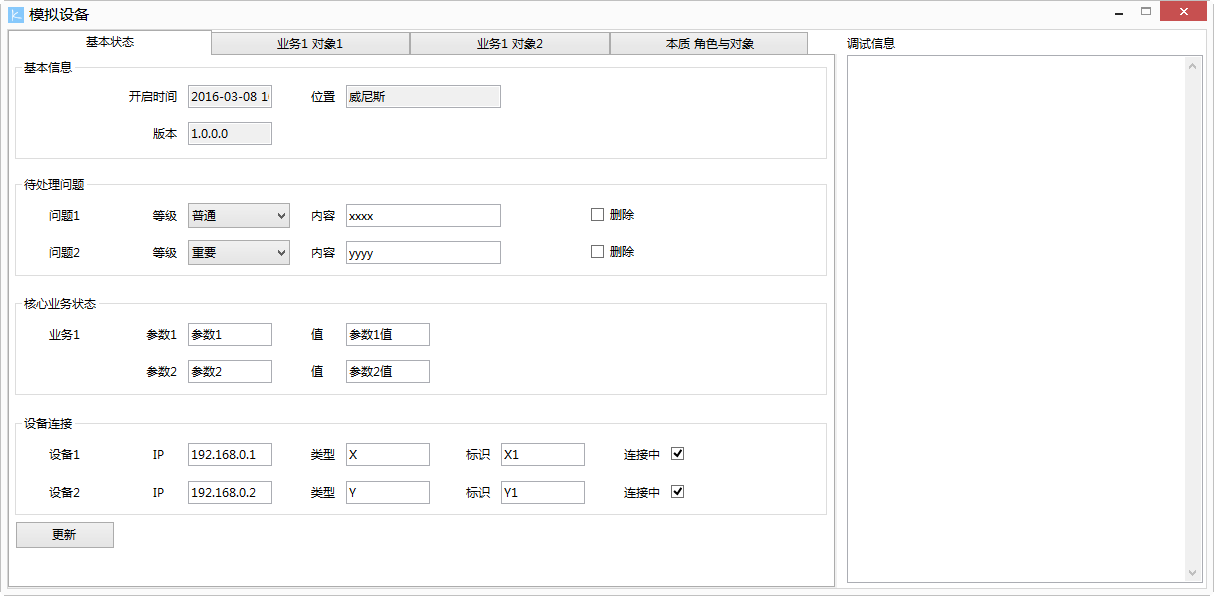 模拟设备
基本状态 业务1 对象1 业务1 对象2 本质 角色与对象 调试信息
基本信息
开启时间 2016-03-08 1 位置 威尼斯
版本 1.0.0.0
待处理问题
问题1 等级 普通 内容 xxxx 删除
问题2 等级 重要 内容 yyyy 删除
核心业务状态
业务1 参数1 参数1 值 参数1值
参数2 参数2 值 参数2值
设备连接
设备1 IP 192.168.0.1 类型 X 标识 X1 连接中
设备2 IP 192.168.0.2 类型 Y 标识 Y1 连接中
更新